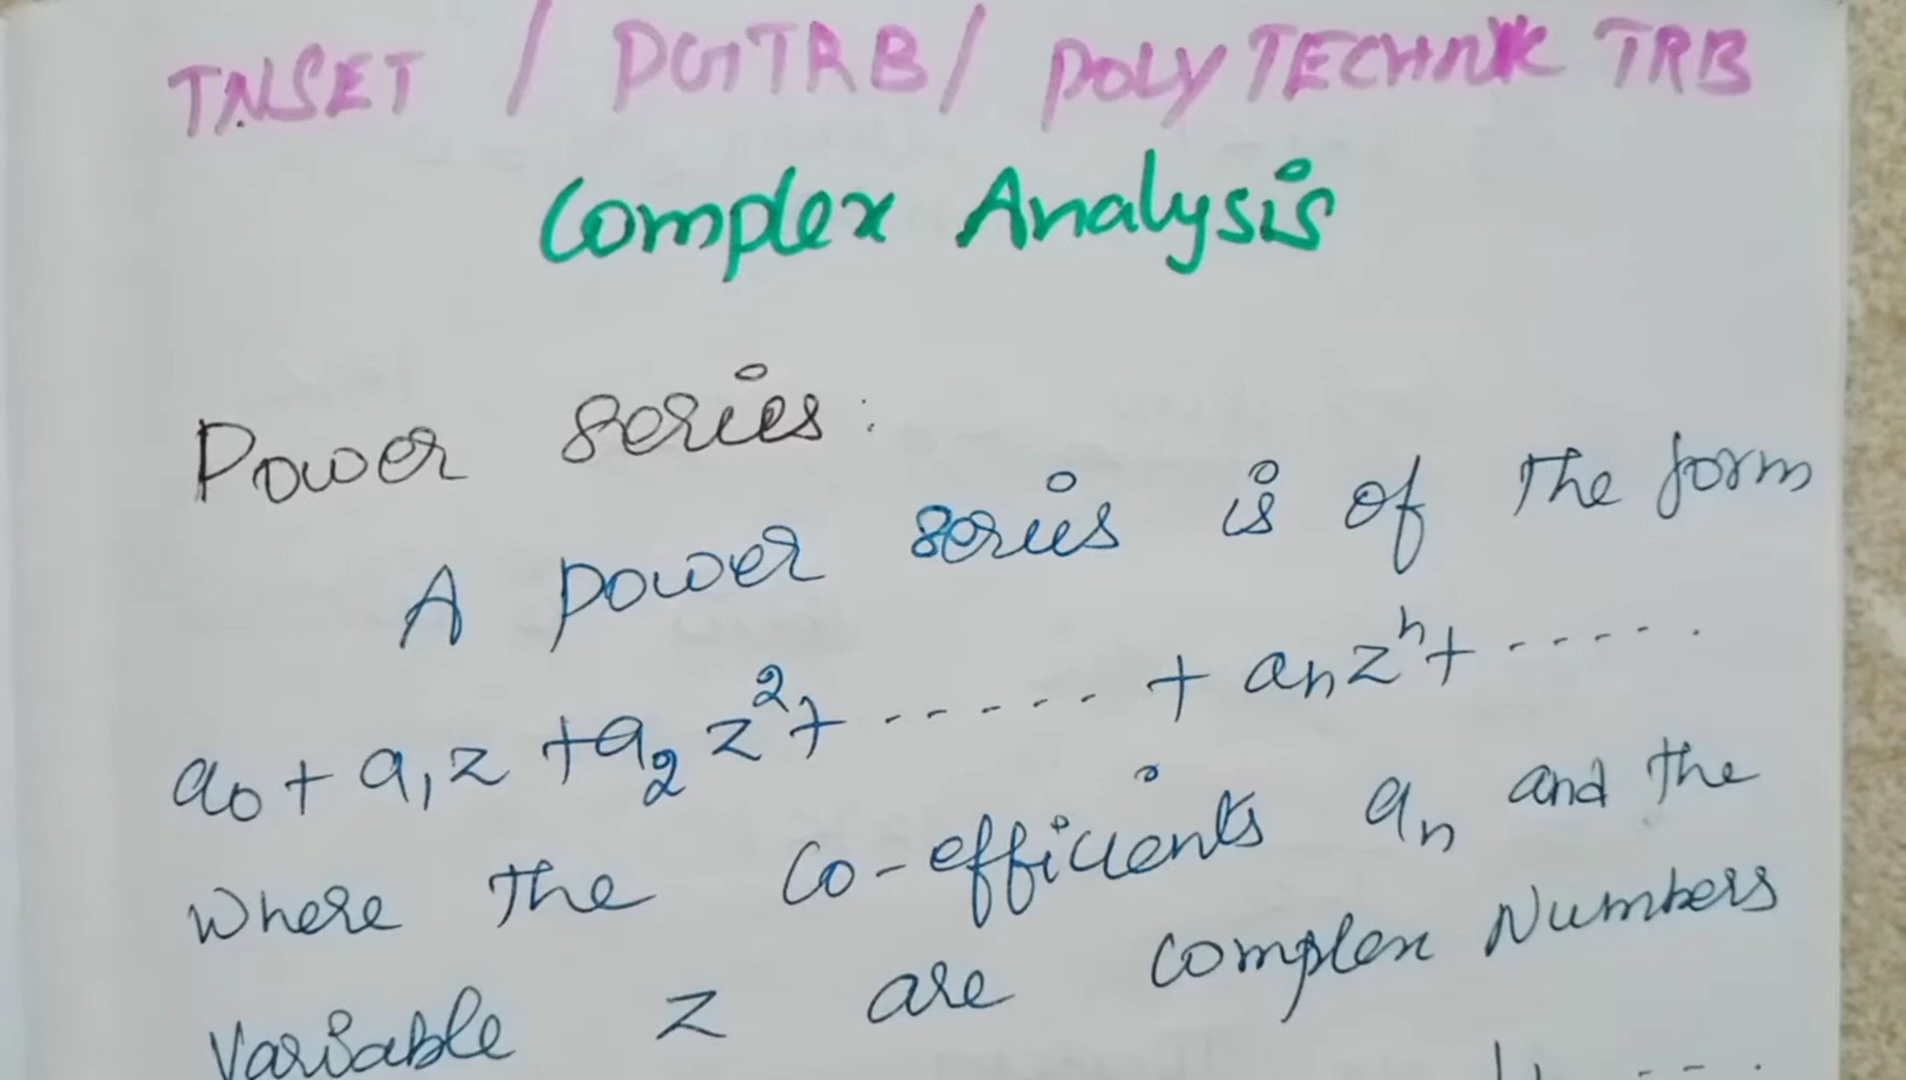 TNSET / PGTRB / POLYTECHNIK TRB
Complex Analysis
Power series:
A power series is of the form
a₀ + a₁z + a₂z² + ----- + aₙzⁿ + -----
where the co-efficients aₙ and the
variable z are complex Numbers